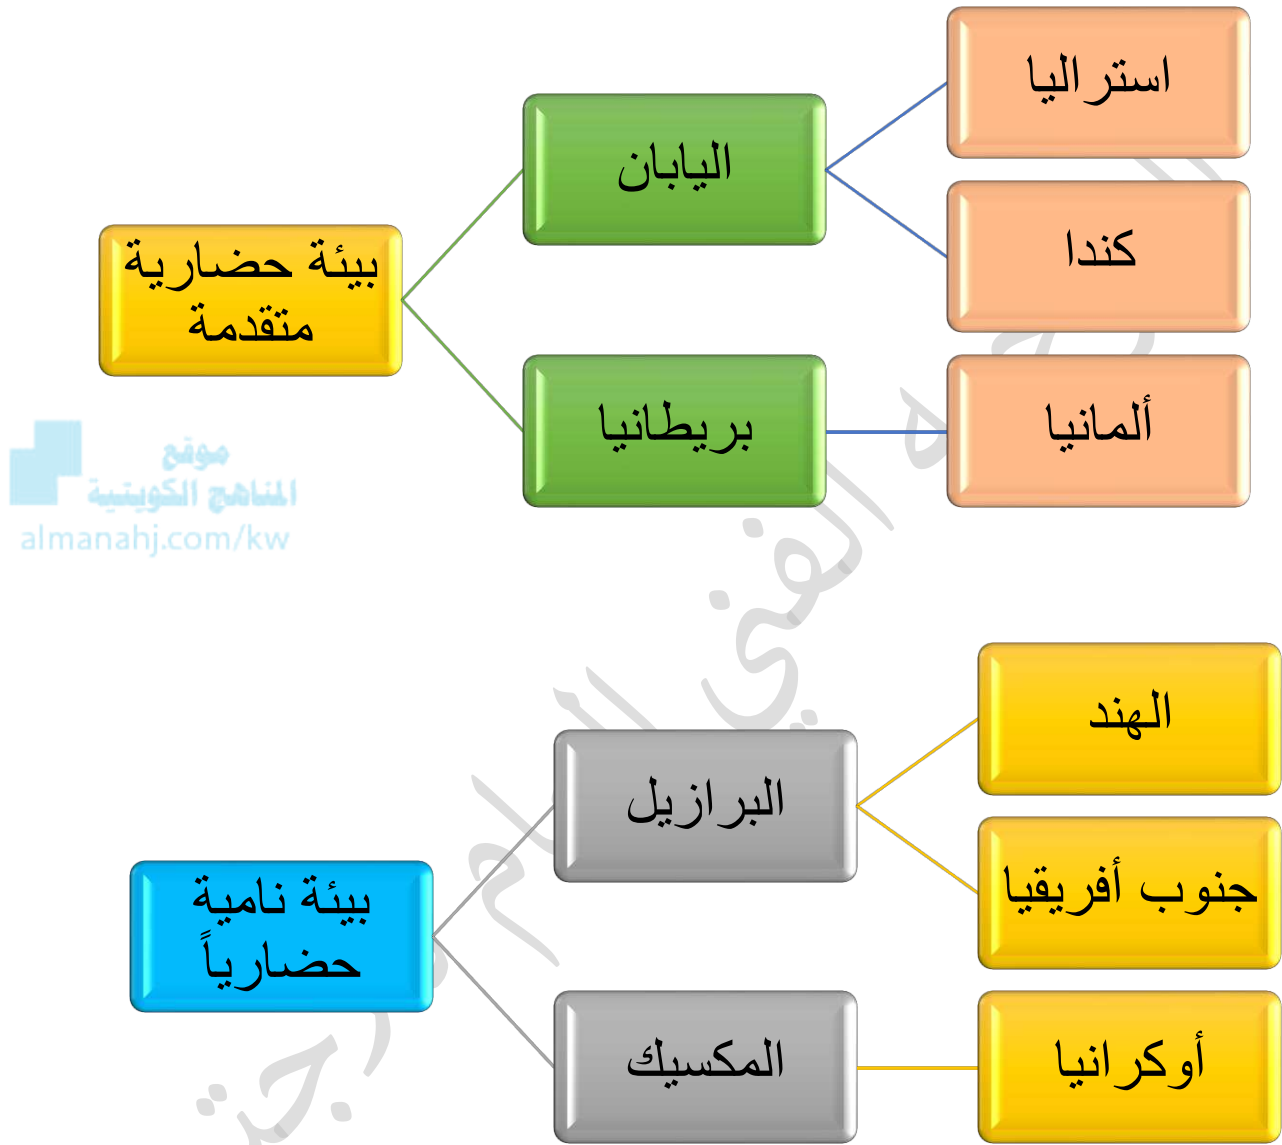 استراليا
اليابان
كندا
بيئة حضارية
متقدمة
ألمانيا
بريطانيا
موقع
المناهج الكويتية
almanahj.com/kw
الهند
البرازيل
جنوب أفريقيا
بيئة نامية
حضارياً
أوكرانيا
المكسيك